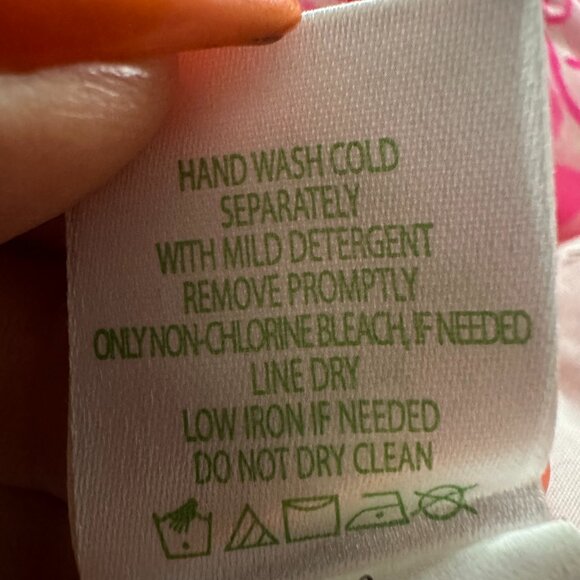 HAND WASH COLD
SEPARATELY
WITH MILD DETERGENT
REMOVE PROMPTLY
ONLY NON-CHLORINE BLEACH, IF NEEDED
LINE DRY
LOW IRON IF NEEDED
DO NOT DRY CLEAN